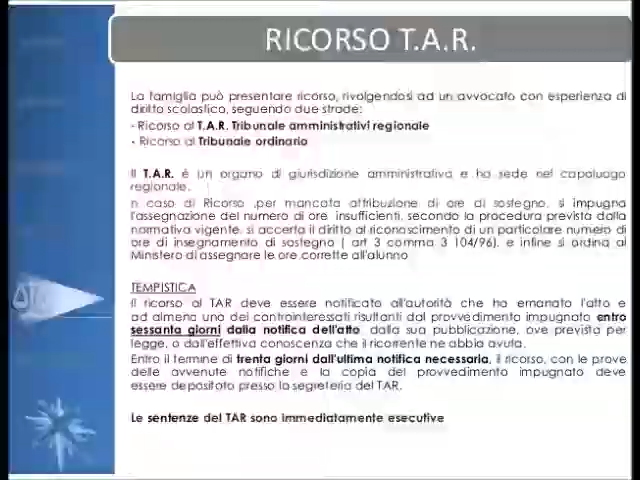 RICORSO T.A.R.
La famiglia può presentare ricorso, rivolgendosi ad un avvocato con esperienza di
diritto scolastico, seguendo due strade:
- Ricorso al T.A.R. Tribunale amministrativi regionale
- Ricorso al Tribunale ordinario
Il T.A.R. è un organo di giurisdizione amministrativa e ha sede nel capoluogo
regionale.
n caso di Ricorso ,per mancata attribuzione di ore di sostegno, si impugna
l'assegnazione del numero di ore insufficienti, secondo la procedura prevista dalla
normativa vigente, si accerta il diritto al riconoscimento di un particolare numero di
ore di insegnamento di sostegno ( art 3 comma 3 104/96), e infine si ordina al
Ministero di assegnare le ore corrette all'alunno
TEMPISTICA
Il ricorso al TAR deve essere notificato all'autorità che ha emanato l'atto e
ad almeno uno dei controinteressati risultanti dal provvedimento impugnato entro
sessanta giorni dalla notifica dell'atto dalla sua pubblicazione, ove prevista per
legge, o dall'effettiva conoscenza che il ricorrente ne abbia avuta.
Entro il termine di trenta giorni dall'ultima notifica necessaria, il ricorso, con le prove
delle avvenute notifiche e la copia del provvedimento impugnato deve
essere depositato presso la segreteria del TAR.
Le sentenze del TAR sono immediatamente esecutive